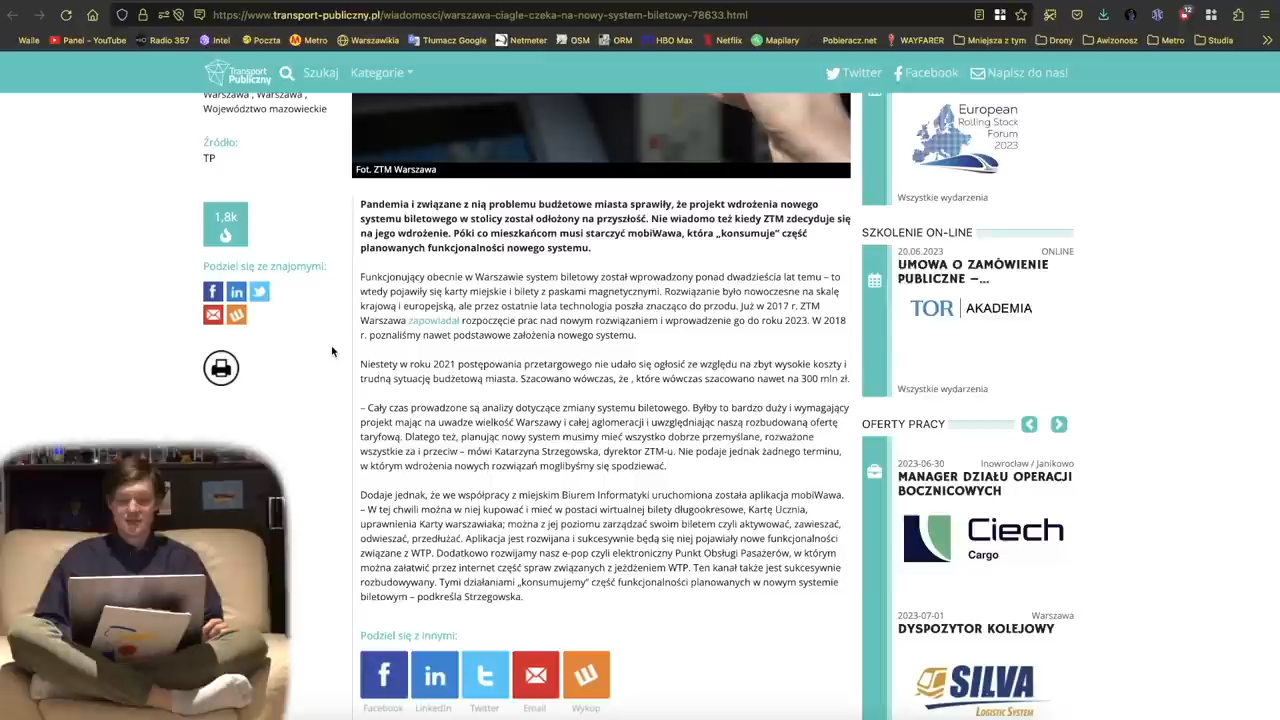 https://www.transport-publiczny.pl/wiadomosci/warszawa-ciagle-czeka-na-nowy-system-biletowy-78633.html
12
Walle Panel – YouTube Radio 357 Intel Poczta Metro Warszawikia Tłumacz Google Netmeter OSM ORM HBO Max Netflix Mapilary Pobieracz.net WAYFARER Mniejsza z tym Drony Awizonosz Metro Studia
Transport Publiczny Szukaj Kategorie Twitter Facebook Napisz do nas!
Warszawa , Warszawa ,
Województwo mazowieckie
Źródło:
TP
1,8k
Podziel się ze znajomymi:
Fot. ZTM Warszawa
Pandemia i związane z nią problemu budżetowe miasta sprawiły, że projekt wdrożenia nowego
systemu biletowego w stolicy został odłożony na przyszłość. Nie wiadomo też kiedy ZTM zdecyduje się
na jego wdrożenie. Póki co mieszkańcom musi starczyć mobiWawa, która „konsumuje” część
planowanych funkcjonalności nowego systemu.
Funkcjonujący obecnie w Warszawie system biletowy został wprowadzony ponad dwadzieścia lat temu – to
wtedy pojawiły się karty miejskie i bilety z paskami magnetycznymi. Rozwiązanie było nowoczesne na skalę
krajową i europejską, ale przez ostatnie lata technologia poszła znacząco do przodu. Już w 2017 r. ZTM
Warszawa zapowiadał rozpoczęcie prac nad nowym rozwiązaniem i wprowadzenie go do roku 2023. W 2018
r. poznaliśmy nawet podstawowe założenia nowego systemu.
Niestety w roku 2021 postępowania przetargowego nie udało się ogłosić ze względu na zbyt wysokie koszty i
trudną sytuację budżetową miasta. Szacowano wówczas, że , które wówczas szacowano nawet na 300 mln zł.
– Cały czas prowadzone są analizy dotyczące zmiany systemu biletowego. Byłby to bardzo duży i wymagający
projekt mając na uwadze wielkość Warszawy i całej aglomeracji i uwzględniając naszą rozbudowaną ofertę
taryfową. Dlatego też, planując nowy system musimy mieć wszystko dobrze przemyślane, rozważone
wszystkie za i przeciw – mówi Katarzyna Strzegowska, dyrektor ZTM-u. Nie podaje jednak żadnego terminu,
w którym wdrożenia nowych rozwiązań moglibyśmy się spodziewać.
Dodaje jednak, że we współpracy z miejskim Biurem Informatyki uruchomiona została aplikacja mobiWawa.
– W tej chwili można w niej kupować i mieć w postaci wirtualnej bilety długookresowe, Kartę Ucznia,
uprawnienia Karty warszawiaka; można z jej poziomu zarządzać swoim biletem czyli aktywować, zawieszać,
odwieszać, przedłużać. Aplikacja jest rozwijana i sukcesywnie będą się niej pojawiały nowe funkcjonalności
związane z WTP. Dodatkowo rozwijamy nasz e-pop czyli elektroniczny Punkt Obsługi Pasażerów, w którym
można załatwić przez internet część spraw związanych z jeżdżeniem WTP. Ten kanał także jest sukcesywnie
rozbudowywany. Tymi działaniami „konsumujemy” część funkcjonalności planowanych w nowym systemie
biletowym – podkreśla Strzegowska.
Podziel się z innymi:
Facebook LinkedIn Twitter Email Wykop
European
Rolling Stock
Forum
2023
Wszystkie wydarzenia
SZKOLENIE ON-LINE
20.06.2023 ONLINE
UMOWA O ZAMÓWIENIE
PUBLICZNE –...
TOR AKADEMIA
Wszystkie wydarzenia
OFERTY PRACY
2023-06-30 Inowrocław / Janikowo
MANAGER DZIAŁU OPERACJI
BOCZNICOWYCH
Ciech
Cargo
2023-07-01 Warszawa
DYSPOZYTOR KOLEJOWY
SILVA
LOGISTIC SYSTEM